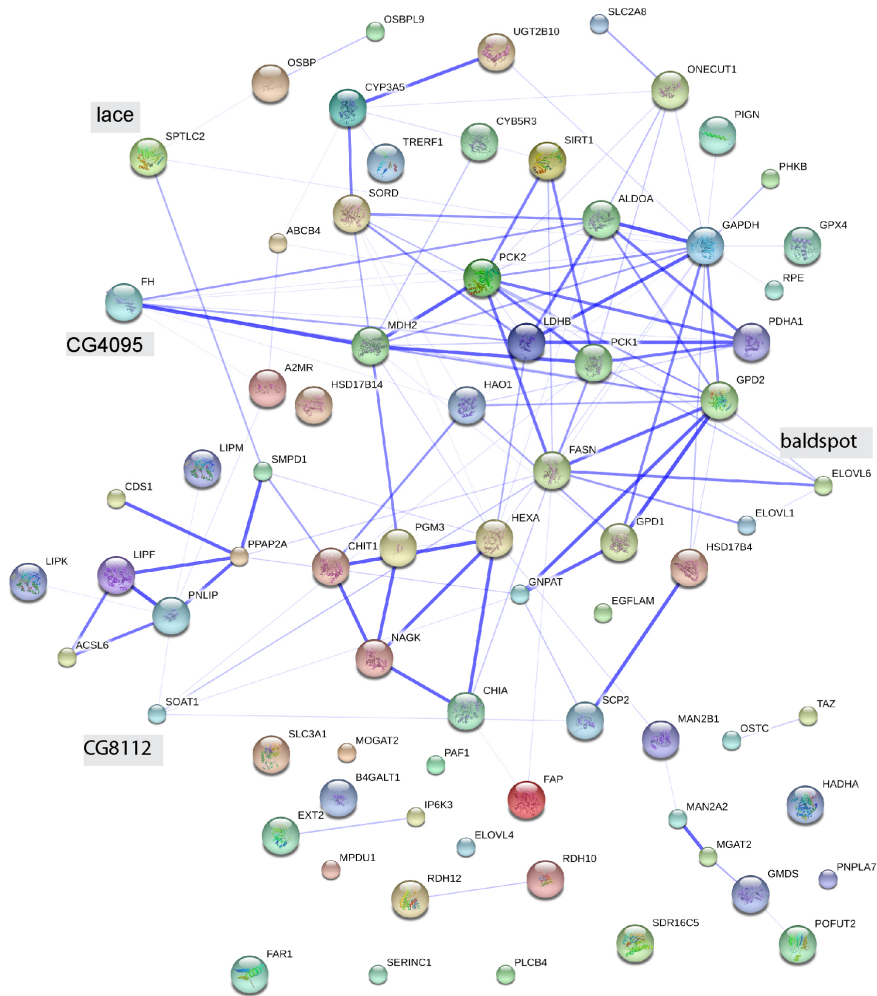 OSBPL9
SLC2A8
UGT2B10
OSBP
ONECUT1
CYP3A5
lace
CYB5R3
PIGN
SPTLC2
TRERF1
SIRT1
PHKB
SORD
ALDOA
ABCB4
GAPDH
GPX4
PCK2
FH
RPE
MDH2
LDHB
PDHA1
CG4095
PCK1
A2MR
HSD17B14
HAO1
GPD2
baldspot
LIPM
FASN
SMPD1
ELOVL6
CDS1
ELOVL1
PGM3
HEXA
GPD1
PPAP2A
CHIT1
HSD17B4
LIPK
LIPF
GNPAT
PNLIP
EGFLAM
NAGK
ACSL6
CHIA
SCP2
SOAT1
TAZ
MAN2B1
OSTC
CG8112
SLC3A1
MOGAT2
PAF1
B4GALT1
FAP
HADHA
EXT2
IP6K3
MAN2A2
ELOVL4
MGAT2
MPDU1
RDH10
PNPLA7
RDH12
GMDS
SDR16C5
POFUT2
FAR1
SERINC1
PLCB4